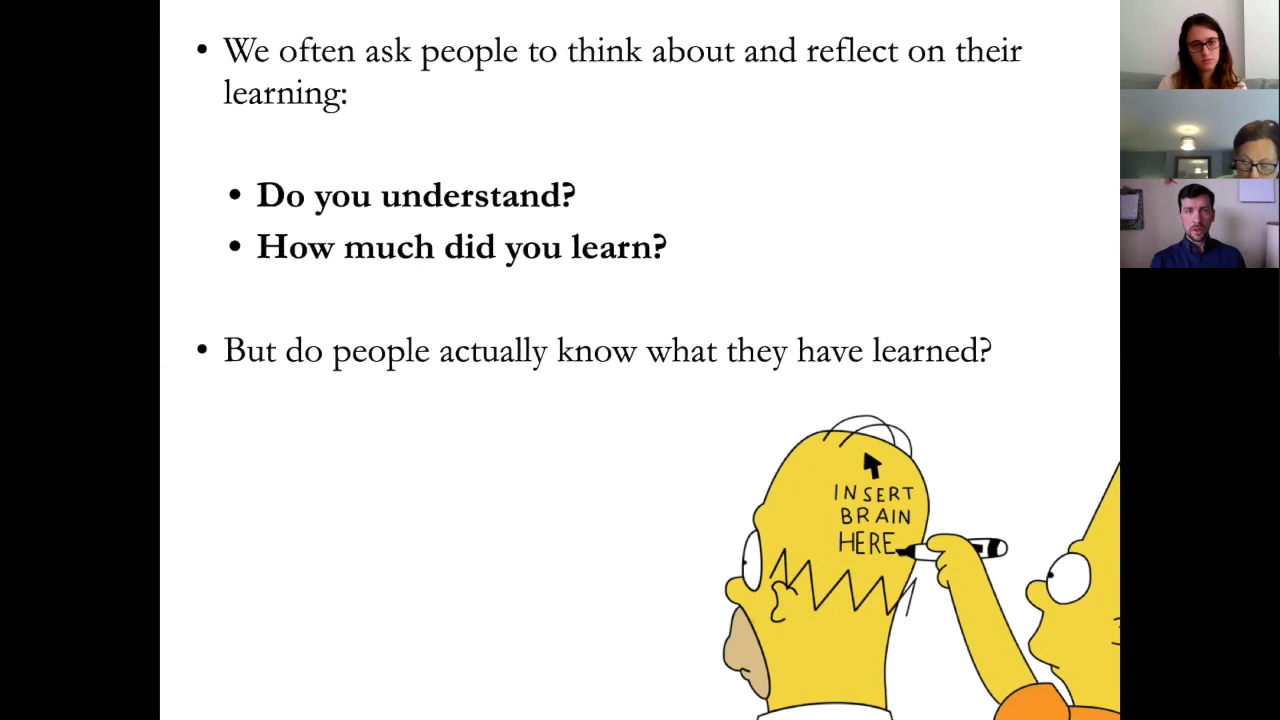 • We often ask people to think about and reflect on their
learning:
• Do you understand?
• How much did you learn?
• But do people actually know what they have learned?
INSERT
BRAIN
HERE